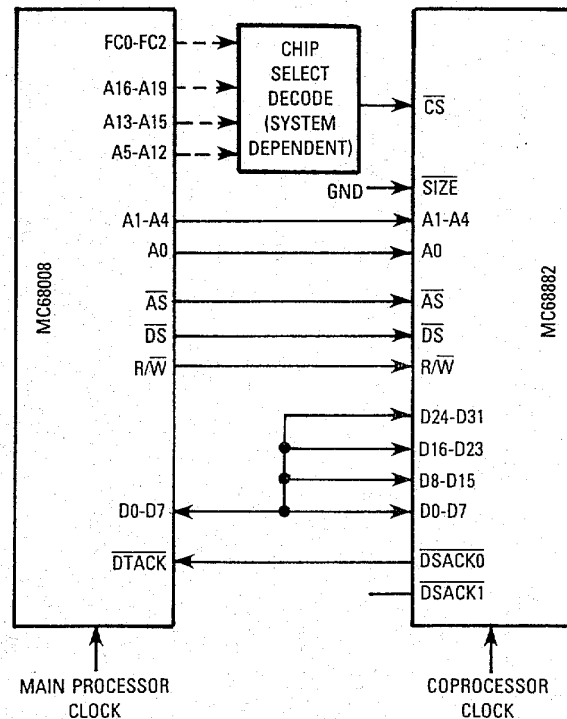 FC0-FC2
A16-A19
A13-A15
A5-A12
CHIP
SELECT
DECODE
(SYSTEM
DEPENDENT)
CS
GND
SIZE
A1-A4
A1-A4
A0
A0
AS
AS
DS
DS
R/W
R/W
MC68008
MC68882
D24-D31
D16-D23
D8-D15
D0-D7
D0-D7
DTACK
DSACK0
DSACK1
MAIN PROCESSOR
CLOCK
COPROCESSOR
CLOCK